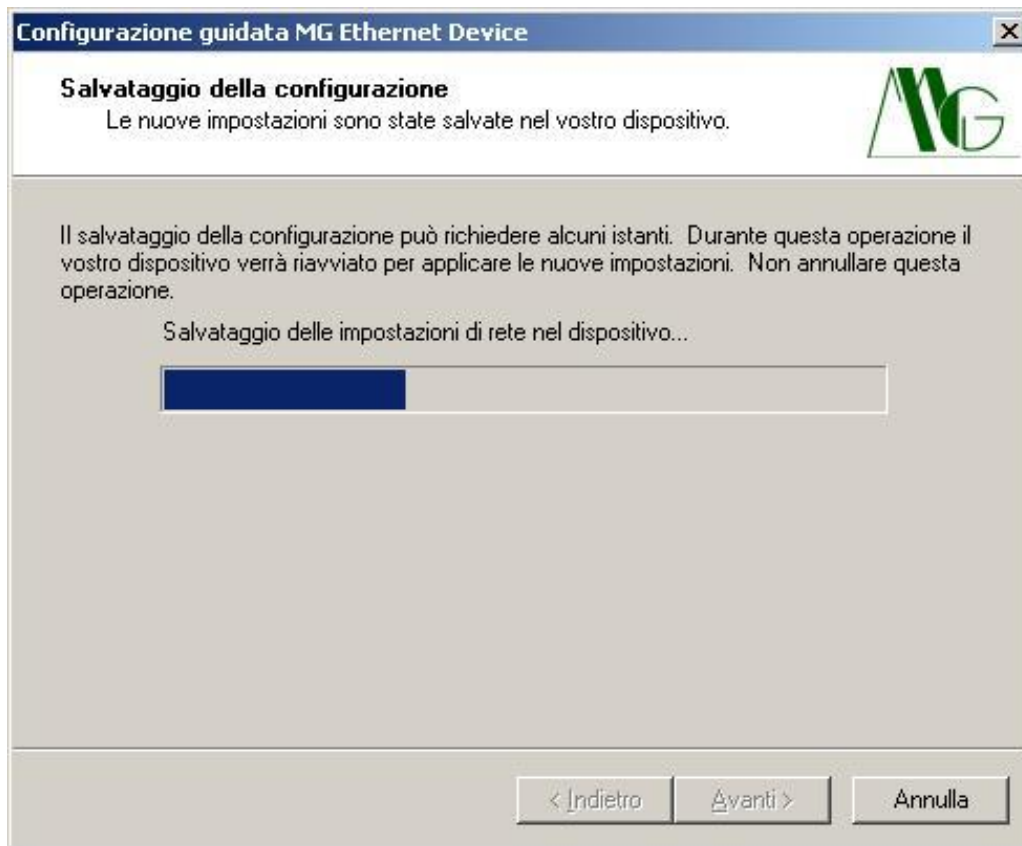 Configurazione guidata MG Ethernet Device
Salvataggio della configurazione
Le nuove impostazioni sono state salvate nel vostro dispositivo.
MG
Il salvataggio della configurazione può richiedere alcuni istanti. Durante questa operazione il
vostro dispositivo verrà riavviato per applicare le nuove impostazioni. Non annullare questa
operazione.
Salvataggio delle impostazioni di rete nel dispositivo...
< Indietro
Avanti >
Annulla